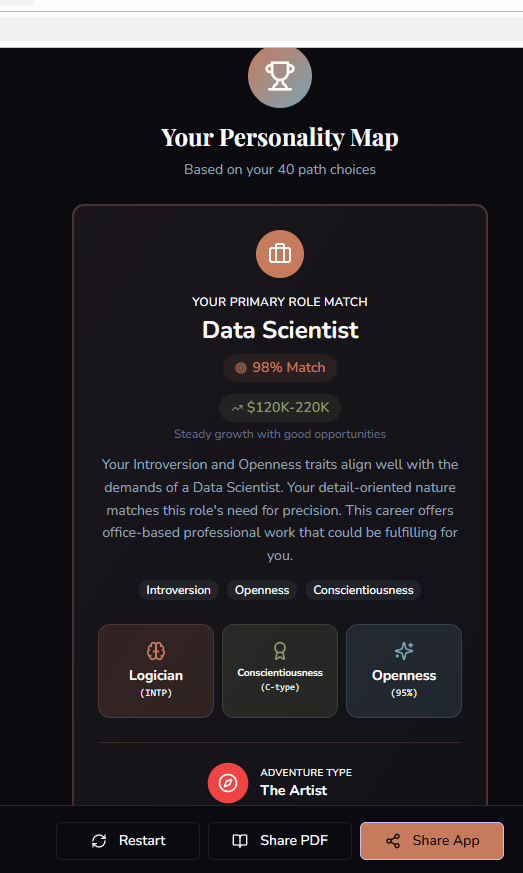 Your Personality Map
Based on your 40 path choices
YOUR PRIMARY ROLE MATCH
Data Scientist
98% Match
$120K-220K
Steady growth with good opportunities
Your Introversion and Openness traits align well with the
demands of a Data Scientist. Your detail-oriented nature
matches this role's need for precision. This career offers
office-based professional work that could be fulfilling for
you.
Introversion Openness Conscientiousness
Logician
(INTP)
Conscientiousness
(C-type)
Openness
(95%)
ADVENTURE TYPE
The Artist
Restart Share PDF Share App